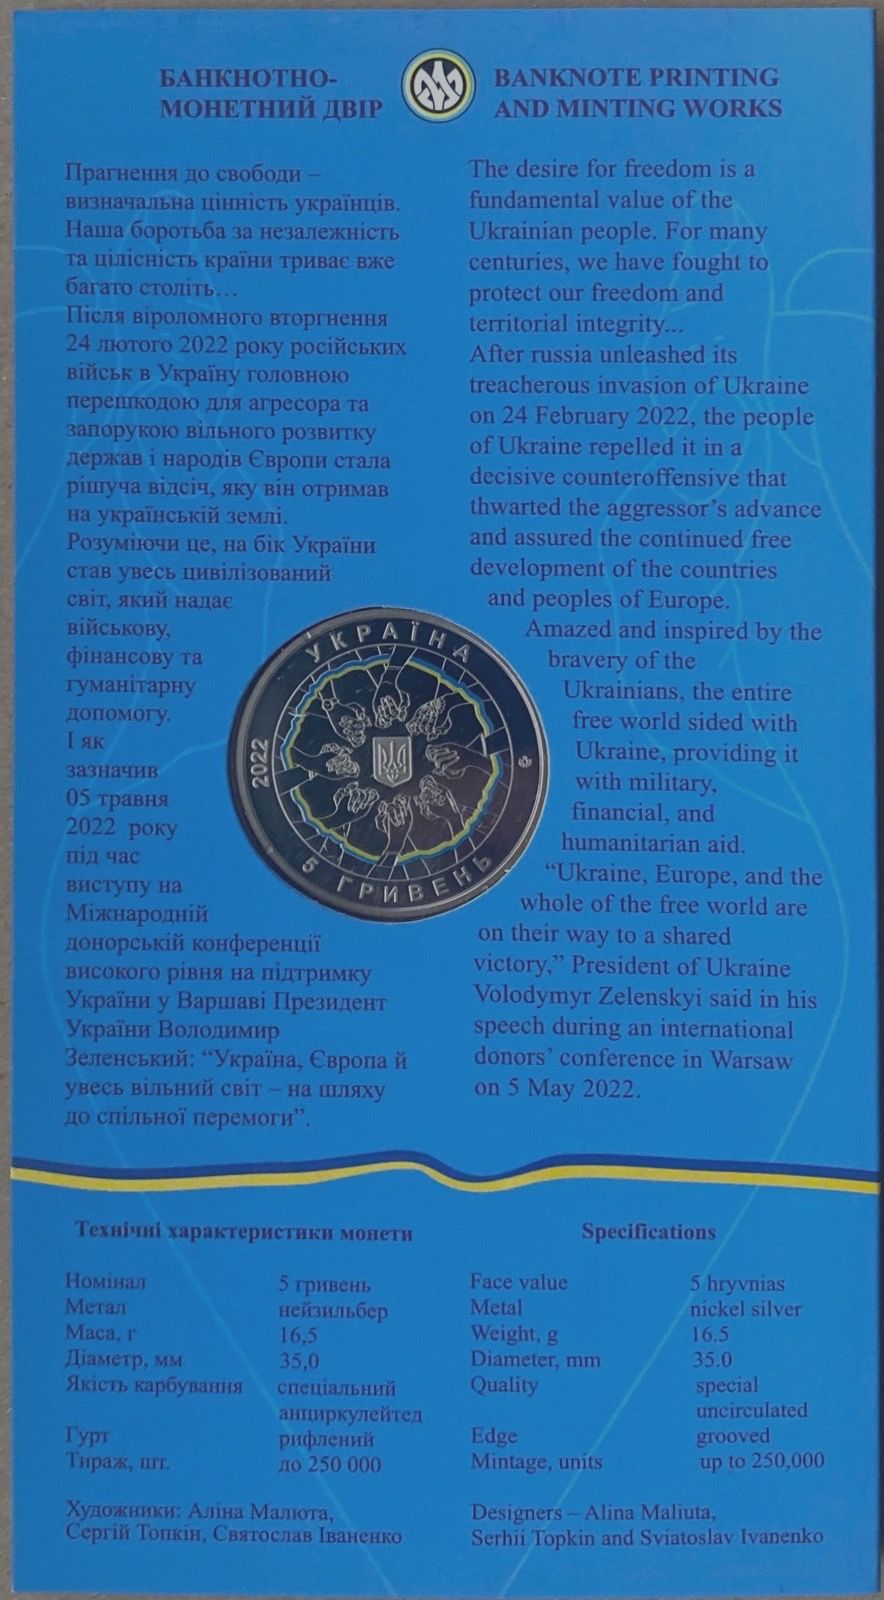 БАНКНОТНО-
МОНЕТНИЙ ДВІР
BANKNOTE PRINTING
AND MINTING WORKS
Прагнення до свободи –
визначальна цінність українців.
Наша боротьба за незалежність
та цілісність країни триває вже
багато століть…
Після віроломного вторгнення
24 лютого 2022 року російських
військ в Україну головною
перешкодою для агресора та
запорукою вільного розвитку
держав і народів Європи стала
рішуча відсіч, яку він отримав
на українській землі.
Розуміючи це, на бік України
став увесь цивілізований
світ, який надає
військову,
фінансову та
гуманітарну
допомогу.
І як
зазначив
05 травня
2022 року
під час
виступу на
Міжнародній
донорській конференції
високого рівня на підтримку
України у Варшаві Президент
України Володимир
Зеленський: “Україна, Європа й
увесь вільний світ – на шляху
до спільної перемоги”.
The desire for freedom is a
fundamental value of the
Ukrainian people. For many
centuries, we have fought to
protect our freedom and
territorial integrity...
After russia unleashed its
treacherous invasion of Ukraine
on 24 February 2022, the people
of Ukraine repelled it in a
decisive counteroffensive that
thwarted the aggressor’s advance
and assured the continued free
development of the countries
and peoples of Europe.
Amazed and inspired by the
bravery of the
Ukrainians, the entire
free world sided with
Ukraine, providing it
with military,
financial, and
humanitarian aid.
“Ukraine, Europe, and the
whole of the free world are
on their way to a shared
victory,” President of Ukraine
Volodymyr Zelenskyi said in his
speech during an international
donors’ conference in Warsaw
on 5 May 2022.
УКРАЇНА
2022
5 ГРИВЕНЬ
Технічні характеристики монети
Номінал 5 гривень
Метал нейзильбер
Маса, г 16,5
Діаметр, мм 35,0
Якість карбування спеціальний
анциркулейтед
Гурт рифлений
Тираж, шт. до 250 000
Художники: Аліна Малюта,
Сергій Топкін, Святослав Іваненко
Specifications
Face value 5 hryvnias
Metal nickel silver
Weight, g 16.5
Diameter, mm 35.0
Quality special
uncirculated
Edge grooved
Mintage, units up to 250,000
Designers – Alina Maliuta,
Serhii Topkin and Sviatoslav Ivanenko